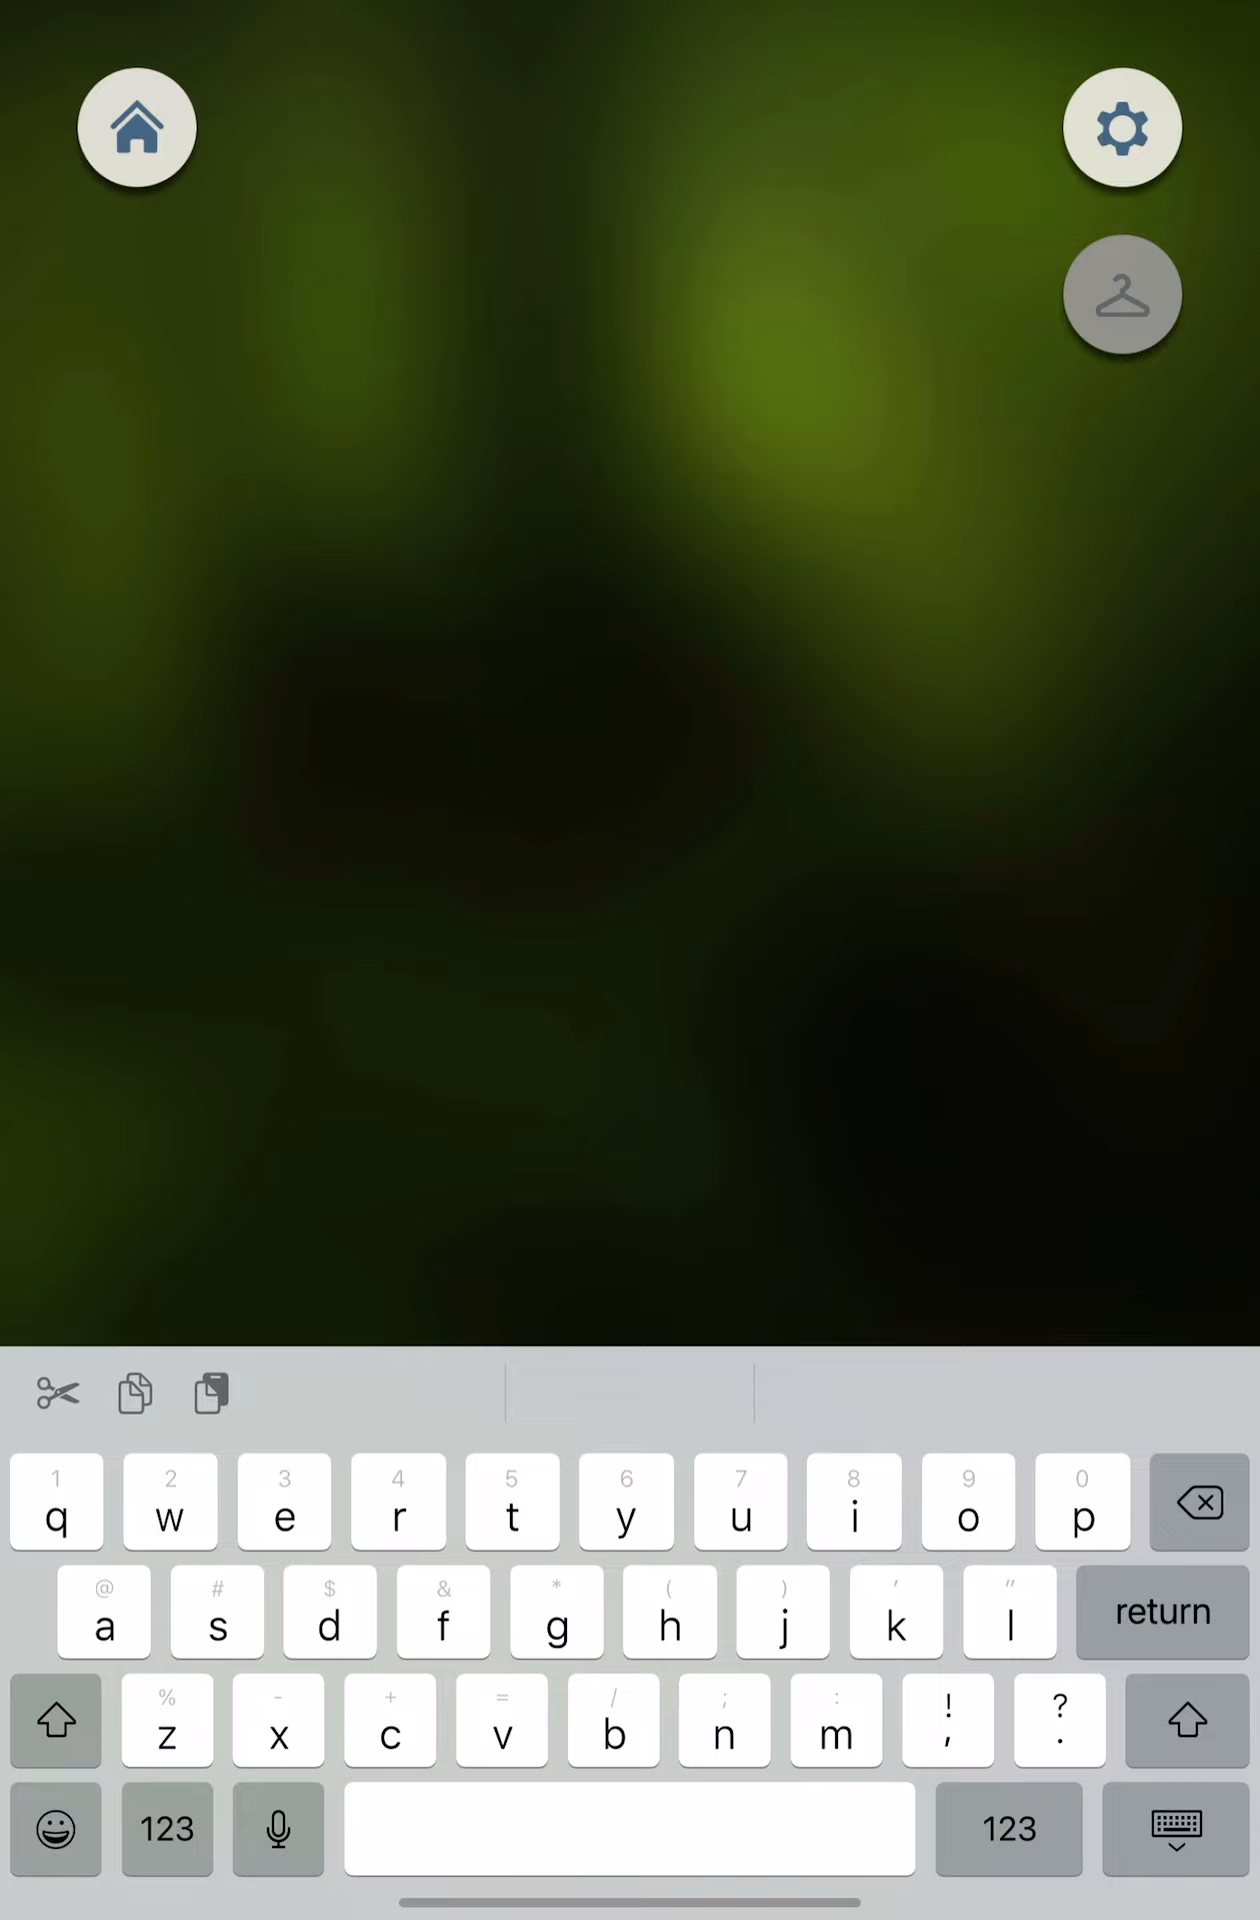 1 2 3 4 5 6 7 8 9 0
q w e r t y u i o p
@ # $ & * ( ) ' "
a s d f g h j k l return
% - + = / ; : ! ?
z x c v b n m , .
123 123